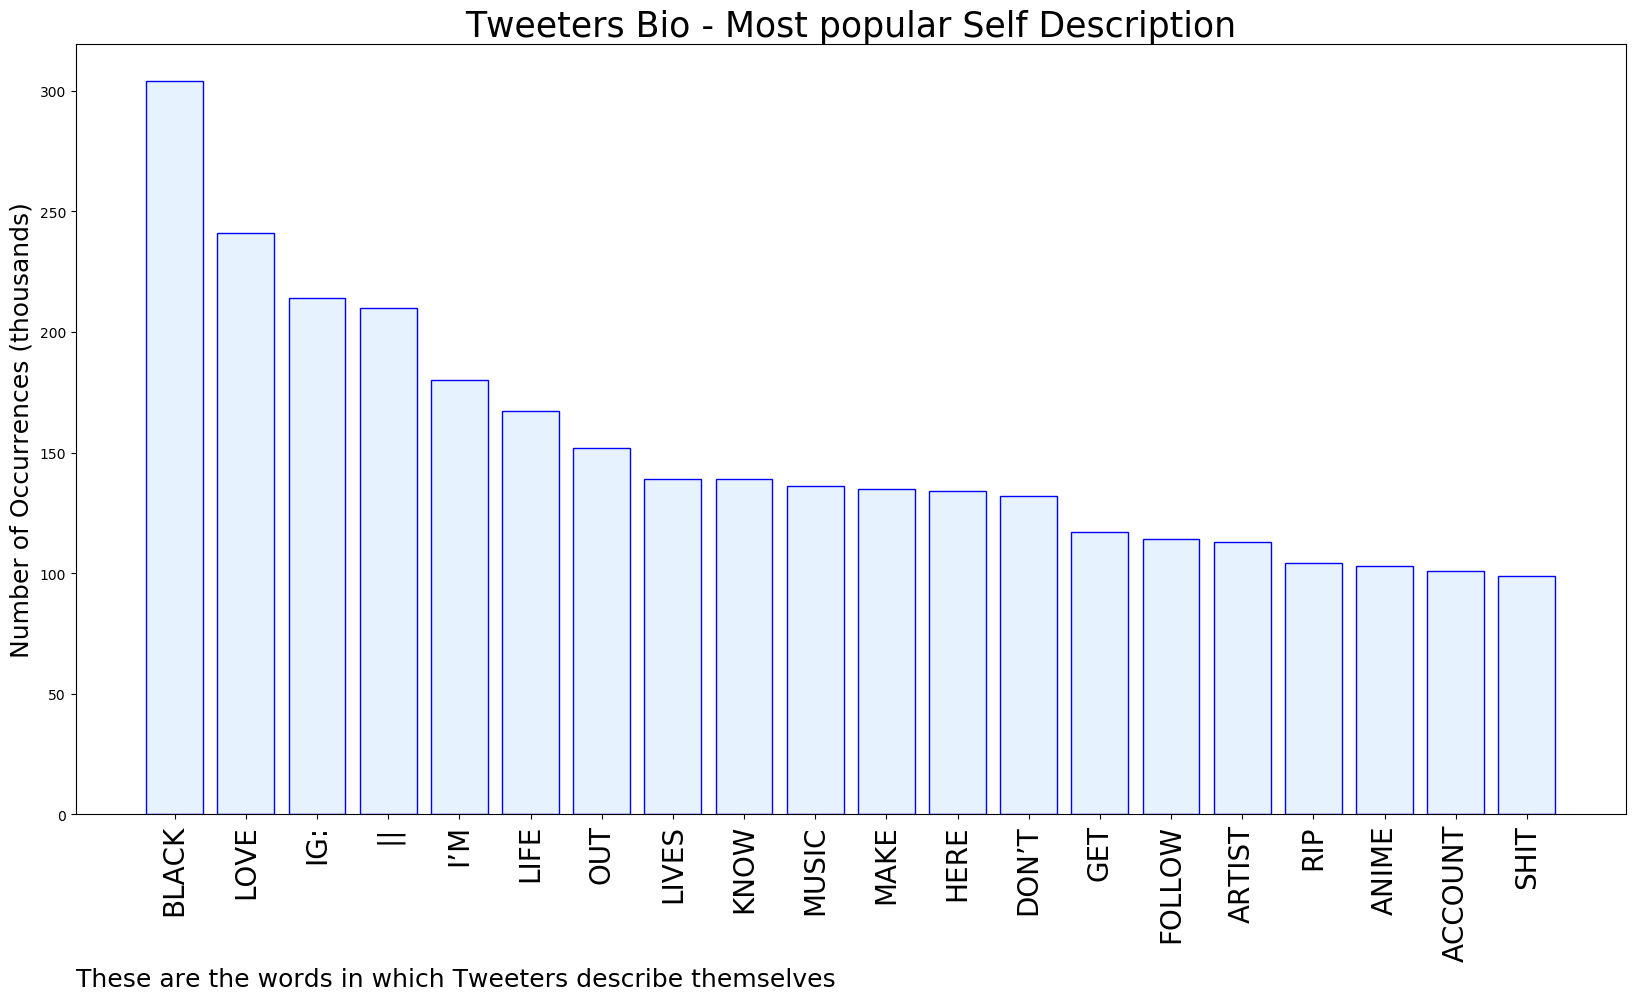 Tweeters Bio - Most popular Self Description
Number of Occurrences (thousands)
300
250
200
150
100
50
0
BLACK
LOVE
IG:
||
I’M
LIFE
OUT
LIVES
KNOW
MUSIC
MAKE
HERE
DON’T
GET
FOLLOW
ARTIST
RIP
ANIME
ACCOUNT
SHIT
These are the words in which Tweeters describe themselves